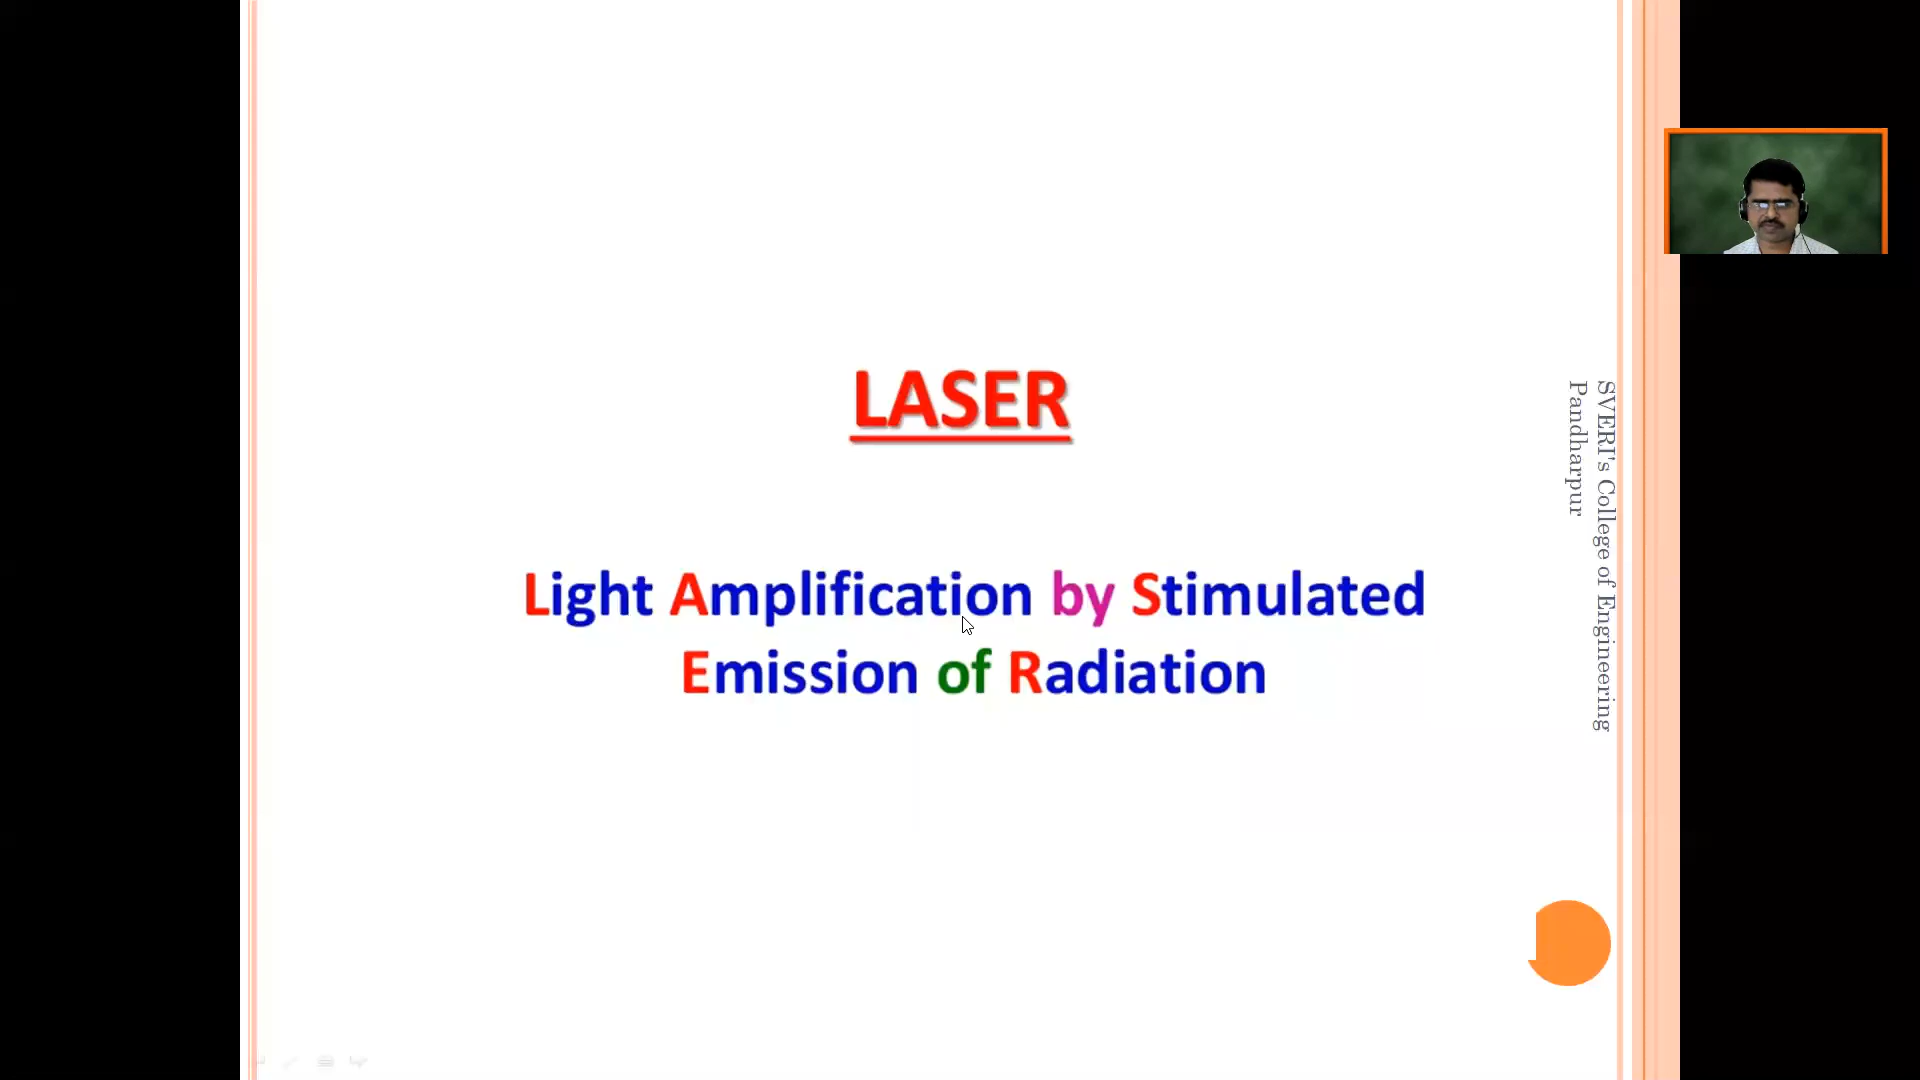 LASER
Light Amplification by Stimulated
Emission of Radiation
SVERI's College of Engineering
Pandharpur